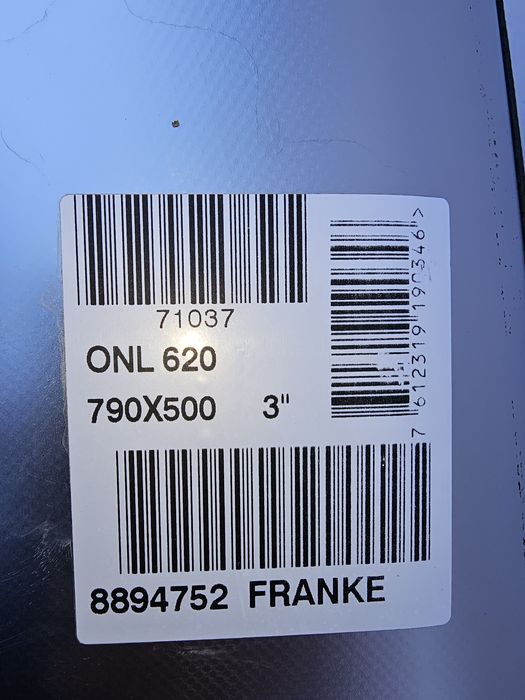 71037
ONL 620
790X500 3"
7 612319 190346 >
8894752 FRANKE